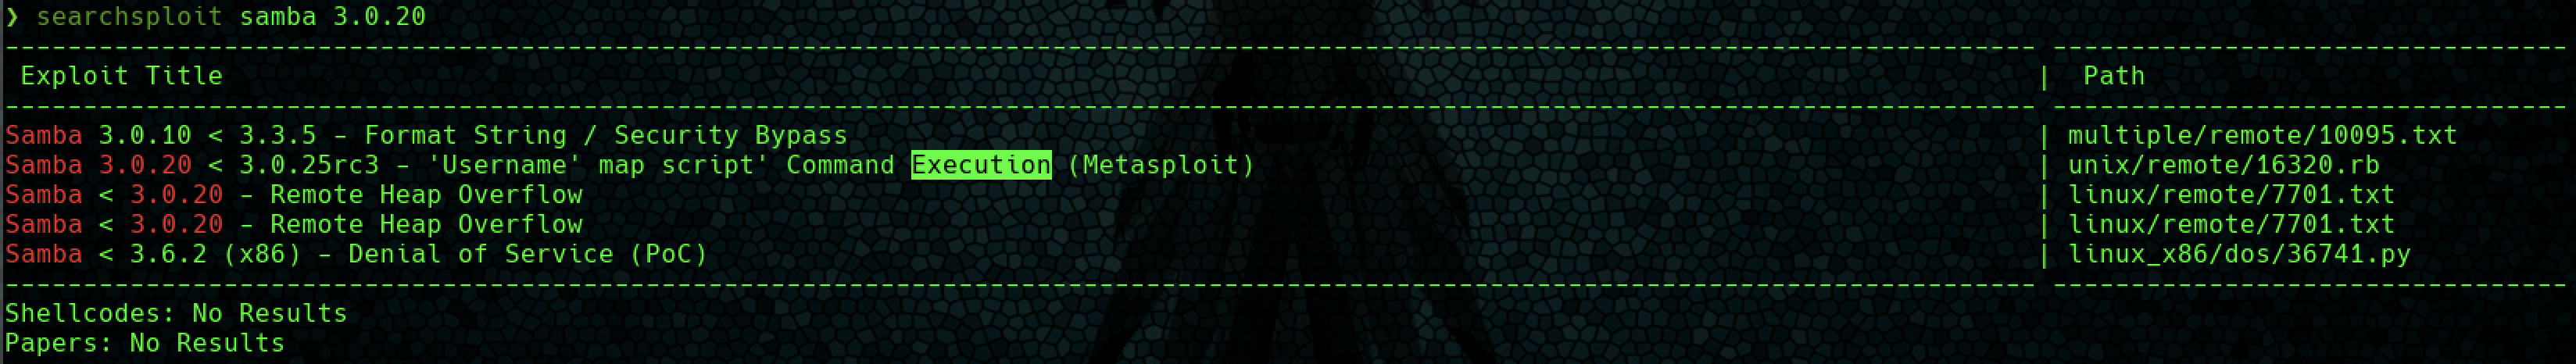 ❯ searchsploit samba 3.0.20
--------------------------------------------------------------------------------------------------------------------------------- ---------------------------------
 Exploit Title                                                                                                                     |  Path
--------------------------------------------------------------------------------------------------------------------------------- ---------------------------------
Samba 3.0.10 < 3.3.5 - Format String / Security Bypass                                                                             | multiple/remote/10095.txt
Samba 3.0.20 < 3.0.25rc3 - 'Username' map script' Command Execution (Metasploit)                                                   | unix/remote/16320.rb
Samba < 3.0.20 - Remote Heap Overflow                                                                                              | linux/remote/7701.txt
Samba < 3.0.20 - Remote Heap Overflow                                                                                              | linux/remote/7701.txt
Samba < 3.6.2 (x86) - Denial of Service (PoC)                                                                                      | linux_x86/dos/36741.py
--------------------------------------------------------------------------------------------------------------------------------- ---------------------------------
Shellcodes: No Results
Papers: No Results